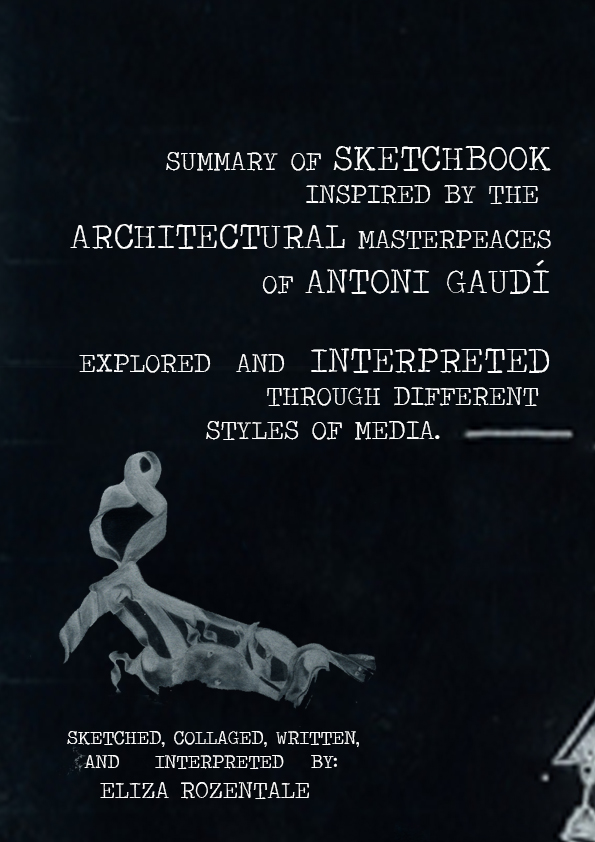 SUMMARY OF SKETCHBOOK
INSPIRED BY THE
ARCHITECTURAL MASTERPEACES
OF ANTONI GAUDÍ
EXPLORED AND INTERPRETED
THROUGH DIFFERENT
STYLES OF MEDIA.
SKETCHED, COLLAGED, WRITTEN,
AND INTERPRETED BY:
ELIZA ROZENTALE